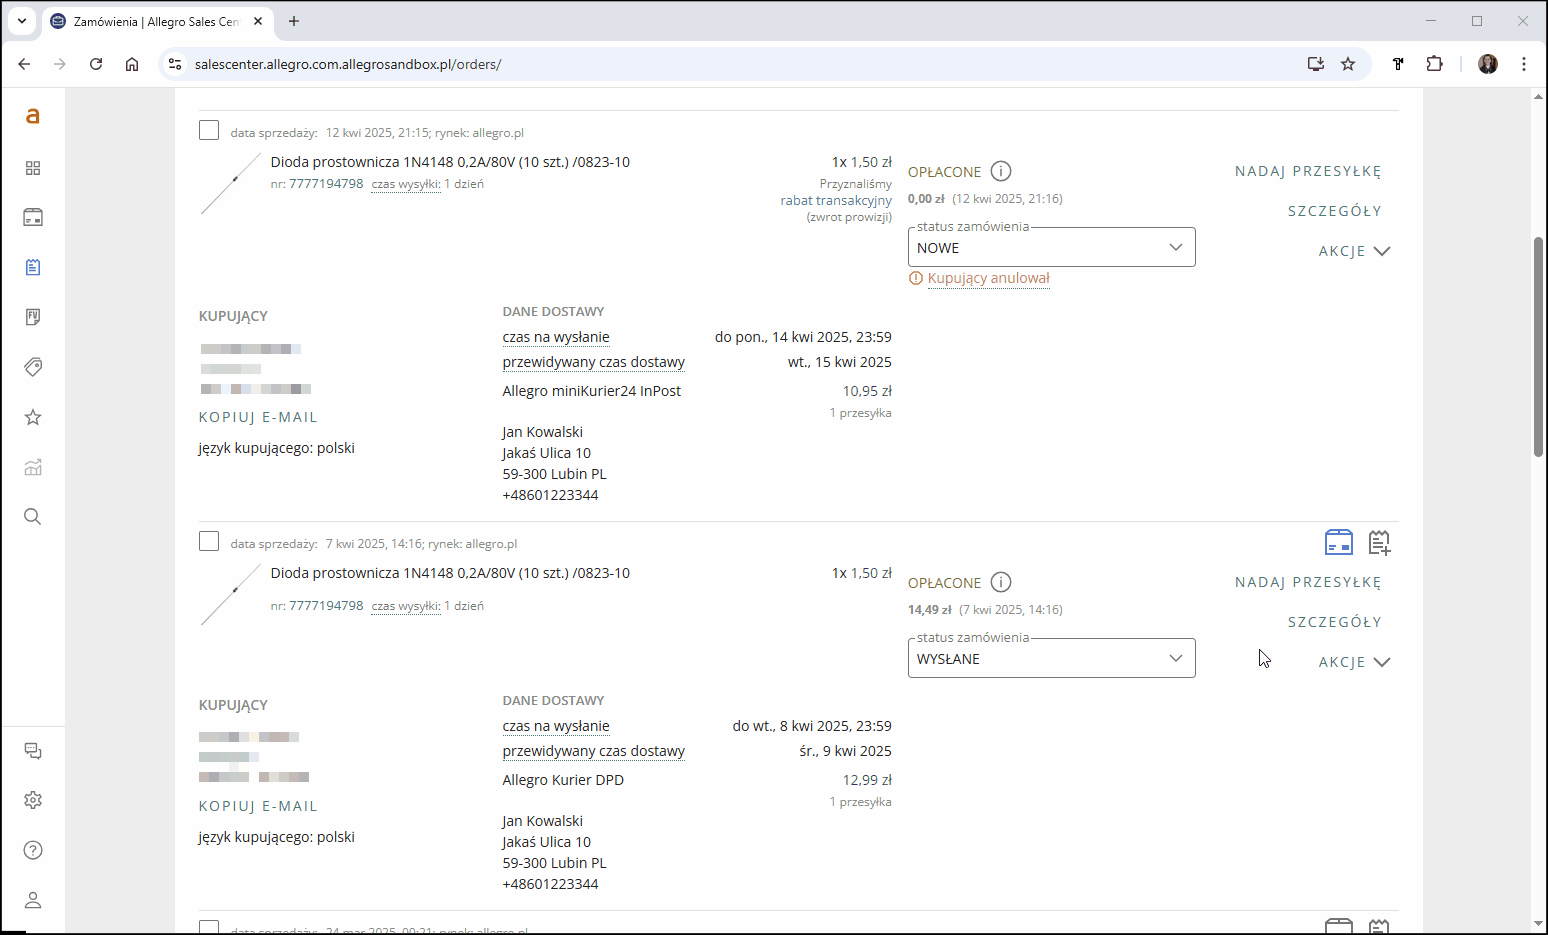 Zamówienia | Allegro Sales Cen
salescenter.allegro.com.allegrosandbox.pl/orders/
a
data sprzedaży: 12 kwi 2025, 21:15; rynek: allegro.pl
Dioda prostownicza 1N4148 0,2A/80V (10 szt.) /0823-10
nr: 7777194798 czas wysyłki: 1 dzień
1x 1,50 zł
Przyznaliśmy
rabat transakcyjny
(zwrot prowizji)
OPŁACONE
0,00 zł (12 kwi 2025, 21:16)
status zamówienia
NOWE
Kupujący anulował
NADAJ PRZESYŁKĘ
SZCZEGÓŁY
AKCJE
KUPUJĄCY
KOPIUJ E-MAIL
język kupującego: polski
DANE DOSTAWY
czas na wysłanie do pon., 14 kwi 2025, 23:59
przewidywany czas dostawy wt., 15 kwi 2025
Allegro miniKurier24 InPost 10,95 zł
1 przesyłka
Jan Kowalski
Jakaś Ulica 10
59-300 Lubin PL
+48601223344
data sprzedaży: 7 kwi 2025, 14:16; rynek: allegro.pl
Dioda prostownicza 1N4148 0,2A/80V (10 szt.) /0823-10
nr: 7777194798 czas wysyłki: 1 dzień
1x 1,50 zł
OPŁACONE
14,49 zł (7 kwi 2025, 14:16)
status zamówienia
WYSŁANE
NADAJ PRZESYŁKĘ
SZCZEGÓŁY
AKCJE
KUPUJĄCY
KOPIUJ E-MAIL
język kupującego: polski
DANE DOSTAWY
czas na wysłanie do wt., 8 kwi 2025, 23:59
przewidywany czas dostawy śr., 9 kwi 2025
Allegro Kurier DPD 12,99 zł
1 przesyłka
Jan Kowalski
Jakaś Ulica 10
59-300 Lubin PL
+48601223344
data sprzedaży: 24 mar 2025, 00:21; rynek: allegro.pl